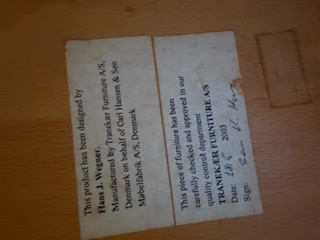 This product has been designed by
Hans J. Wegner.
Manufactured by Tranekær Furniture A/S,
Denmark on behalf of Carl Hansen & Søn
Møbelfabrik A/S, Denmark
This piece of furniture has been
carefully checked and approved in our
quality control department
TRANEKÆR FURNITURE A/S
Date: 2003
Sign: